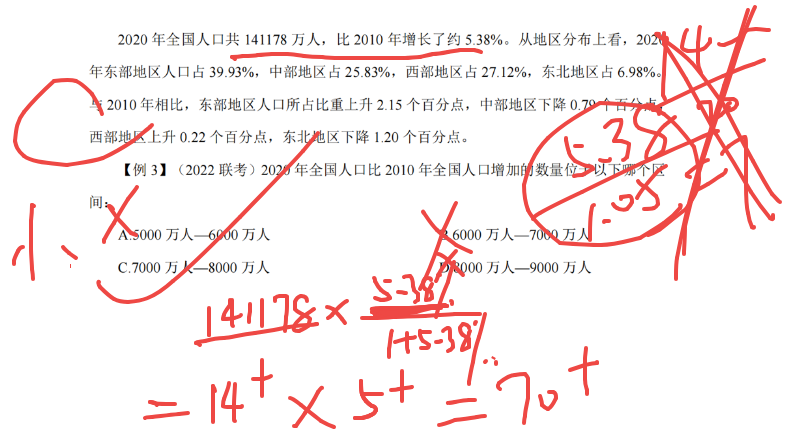 2020 年全国人口共 141178 万人，比 2010 年增长了约 5.38%。从地区分布上看，2020
年东部地区人口占 39.93%，中部地区占 25.83%，西部地区占 27.12%，东北地区占 6.98%。
与 2010 年相比，东部地区人口所占比重上升 2.15 个百分点，中部地区下降 0.79 个百分点，
西部地区上升 0.22 个百分点，东北地区下降 1.20 个百分点。
【例 3】（2022 联考）2020 年全国人口比 2010 年全国人口增加的数量位于以下哪个区
间：
A.5000 万人—6000 万人
B.6000 万人—7000 万人
C.7000 万人—8000 万人
D.8000 万人—9000 万人
14
70
5.38
1.05
小、
141178 × 5.38%
1+5.38%
= 14⁺ × 5⁺ = 70⁺